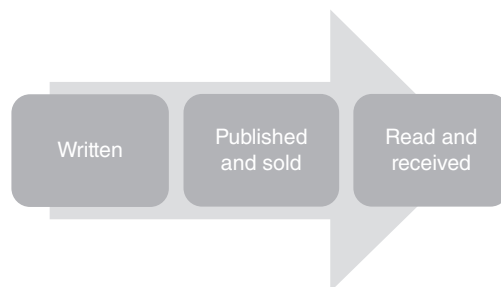 Written
Published
and sold
Read and
received